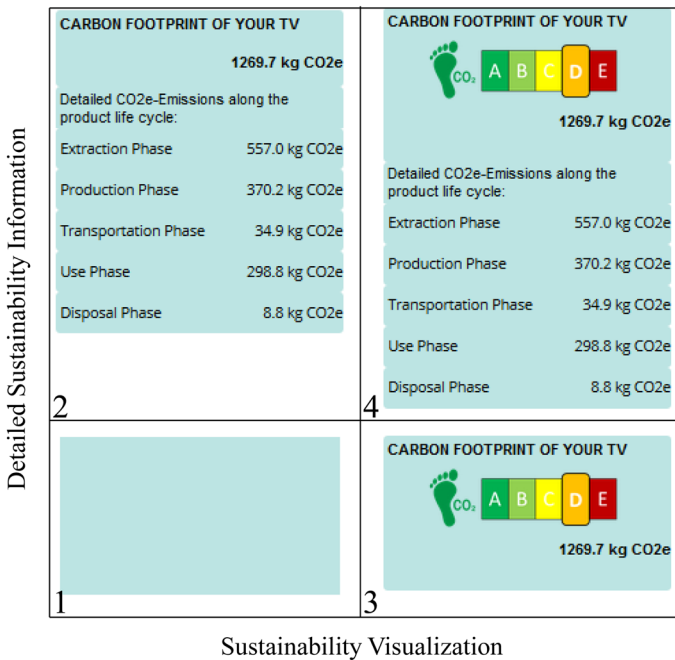 Detailed Sustainability Information
CARBON FOOTPRINT OF YOUR TV
1269.7 kg CO2e
Detailed CO2e-Emissions along the
product life cycle:
Extraction Phase 557.0 kg CO2e
Production Phase 370.2 kg CO2e
Transportation Phase 34.9 kg CO2e
Use Phase 298.8 kg CO2e
Disposal Phase 8.8 kg CO2e
2
CARBON FOOTPRINT OF YOUR TV
CO₂ A B C D E
1269.7 kg CO2e
Detailed CO2e-Emissions along the
product life cycle:
Extraction Phase 557.0 kg CO2e
Production Phase 370.2 kg CO2e
Transportation Phase 34.9 kg CO2e
Use Phase 298.8 kg CO2e
Disposal Phase 8.8 kg CO2e
4
1
CARBON FOOTPRINT OF YOUR TV
CO₂ A B C D E
1269.7 kg CO2e
3
Sustainability Visualization